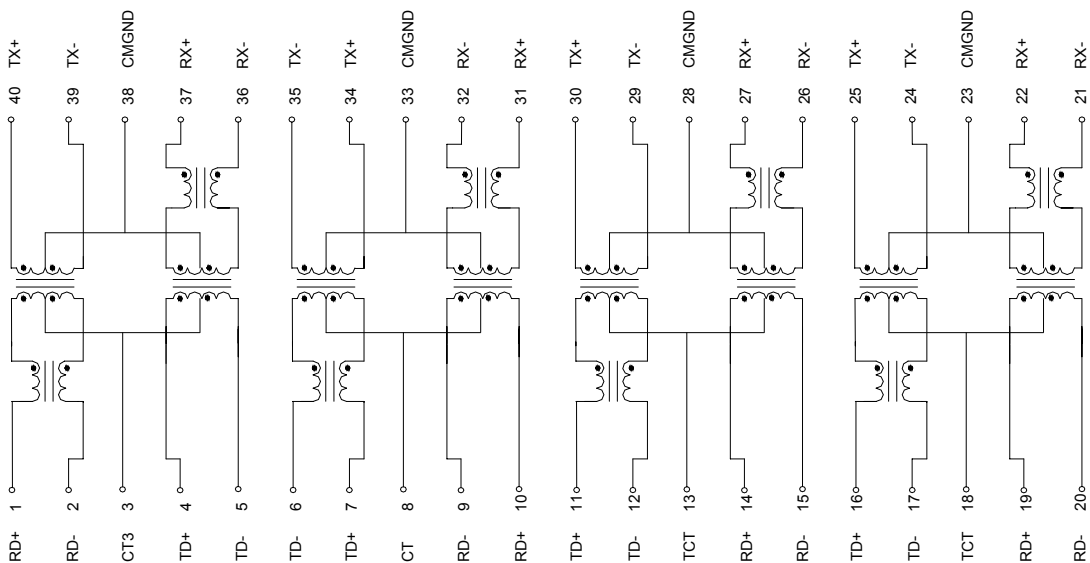 TX+ TX- CMGND RX+ RX- TX- TX+ CMGND RX- RX+ TX+ TX- CMGND RX+ RX- TX+ TX- CMGND RX+ RX-
40 39 38 37 36 35 34 33 32 31 30 29 28 27 26 25 24 23 22 21
1 2 3 4 5 6 7 8 9 10 11 12 13 14 15 16 17 18 19 20
RD+ RD- CT3 TD+ TD- TD- TD+ CT RD- RD+ TD+ TD- TCT RD+ RD- TD+ TD- TCT RD+ RD-